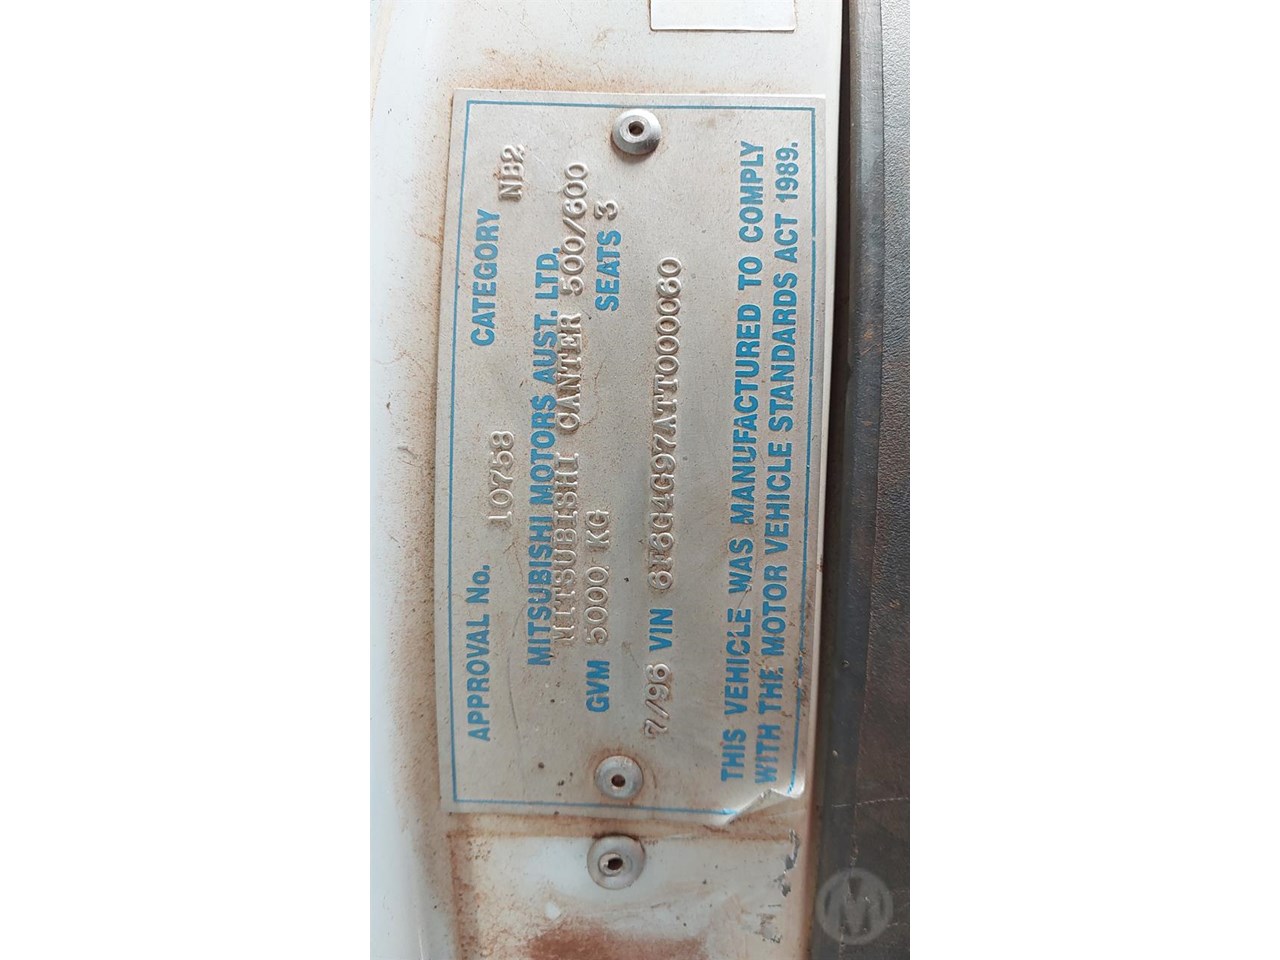 APPROVAL No. CATEGORY
10758 NB2
MITSUBISHI MOTORS AUST. LTD.
MITSUBISHI CANTER 500/600
GVM 5000 KG SEATS 3
7/96 VIN 6T6G4G97ATT000060
THIS VEHICLE WAS MANUFACTURED TO COMPLY
WITH THE MOTOR VEHICLE STANDARDS ACT 1989.
M